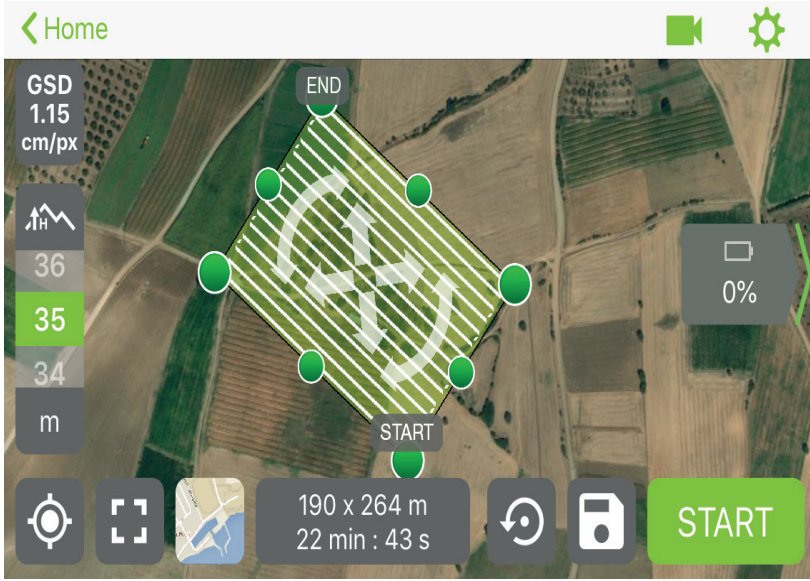 Home
GSD
1.15
cm/px
END
H
36
35
34
m
0%
START
190 x 264 m
22 min : 43 s
START